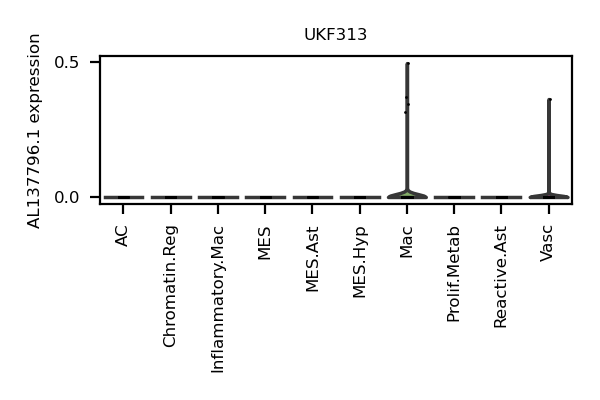 UKF313
AL137796.1 expression
0.5
0.0
AC
Chromatin.Reg
Inflammatory.Mac
MES
MES.Ast
MES.Hyp
Mac
Prolif.Metab
Reactive.Ast
Vasc